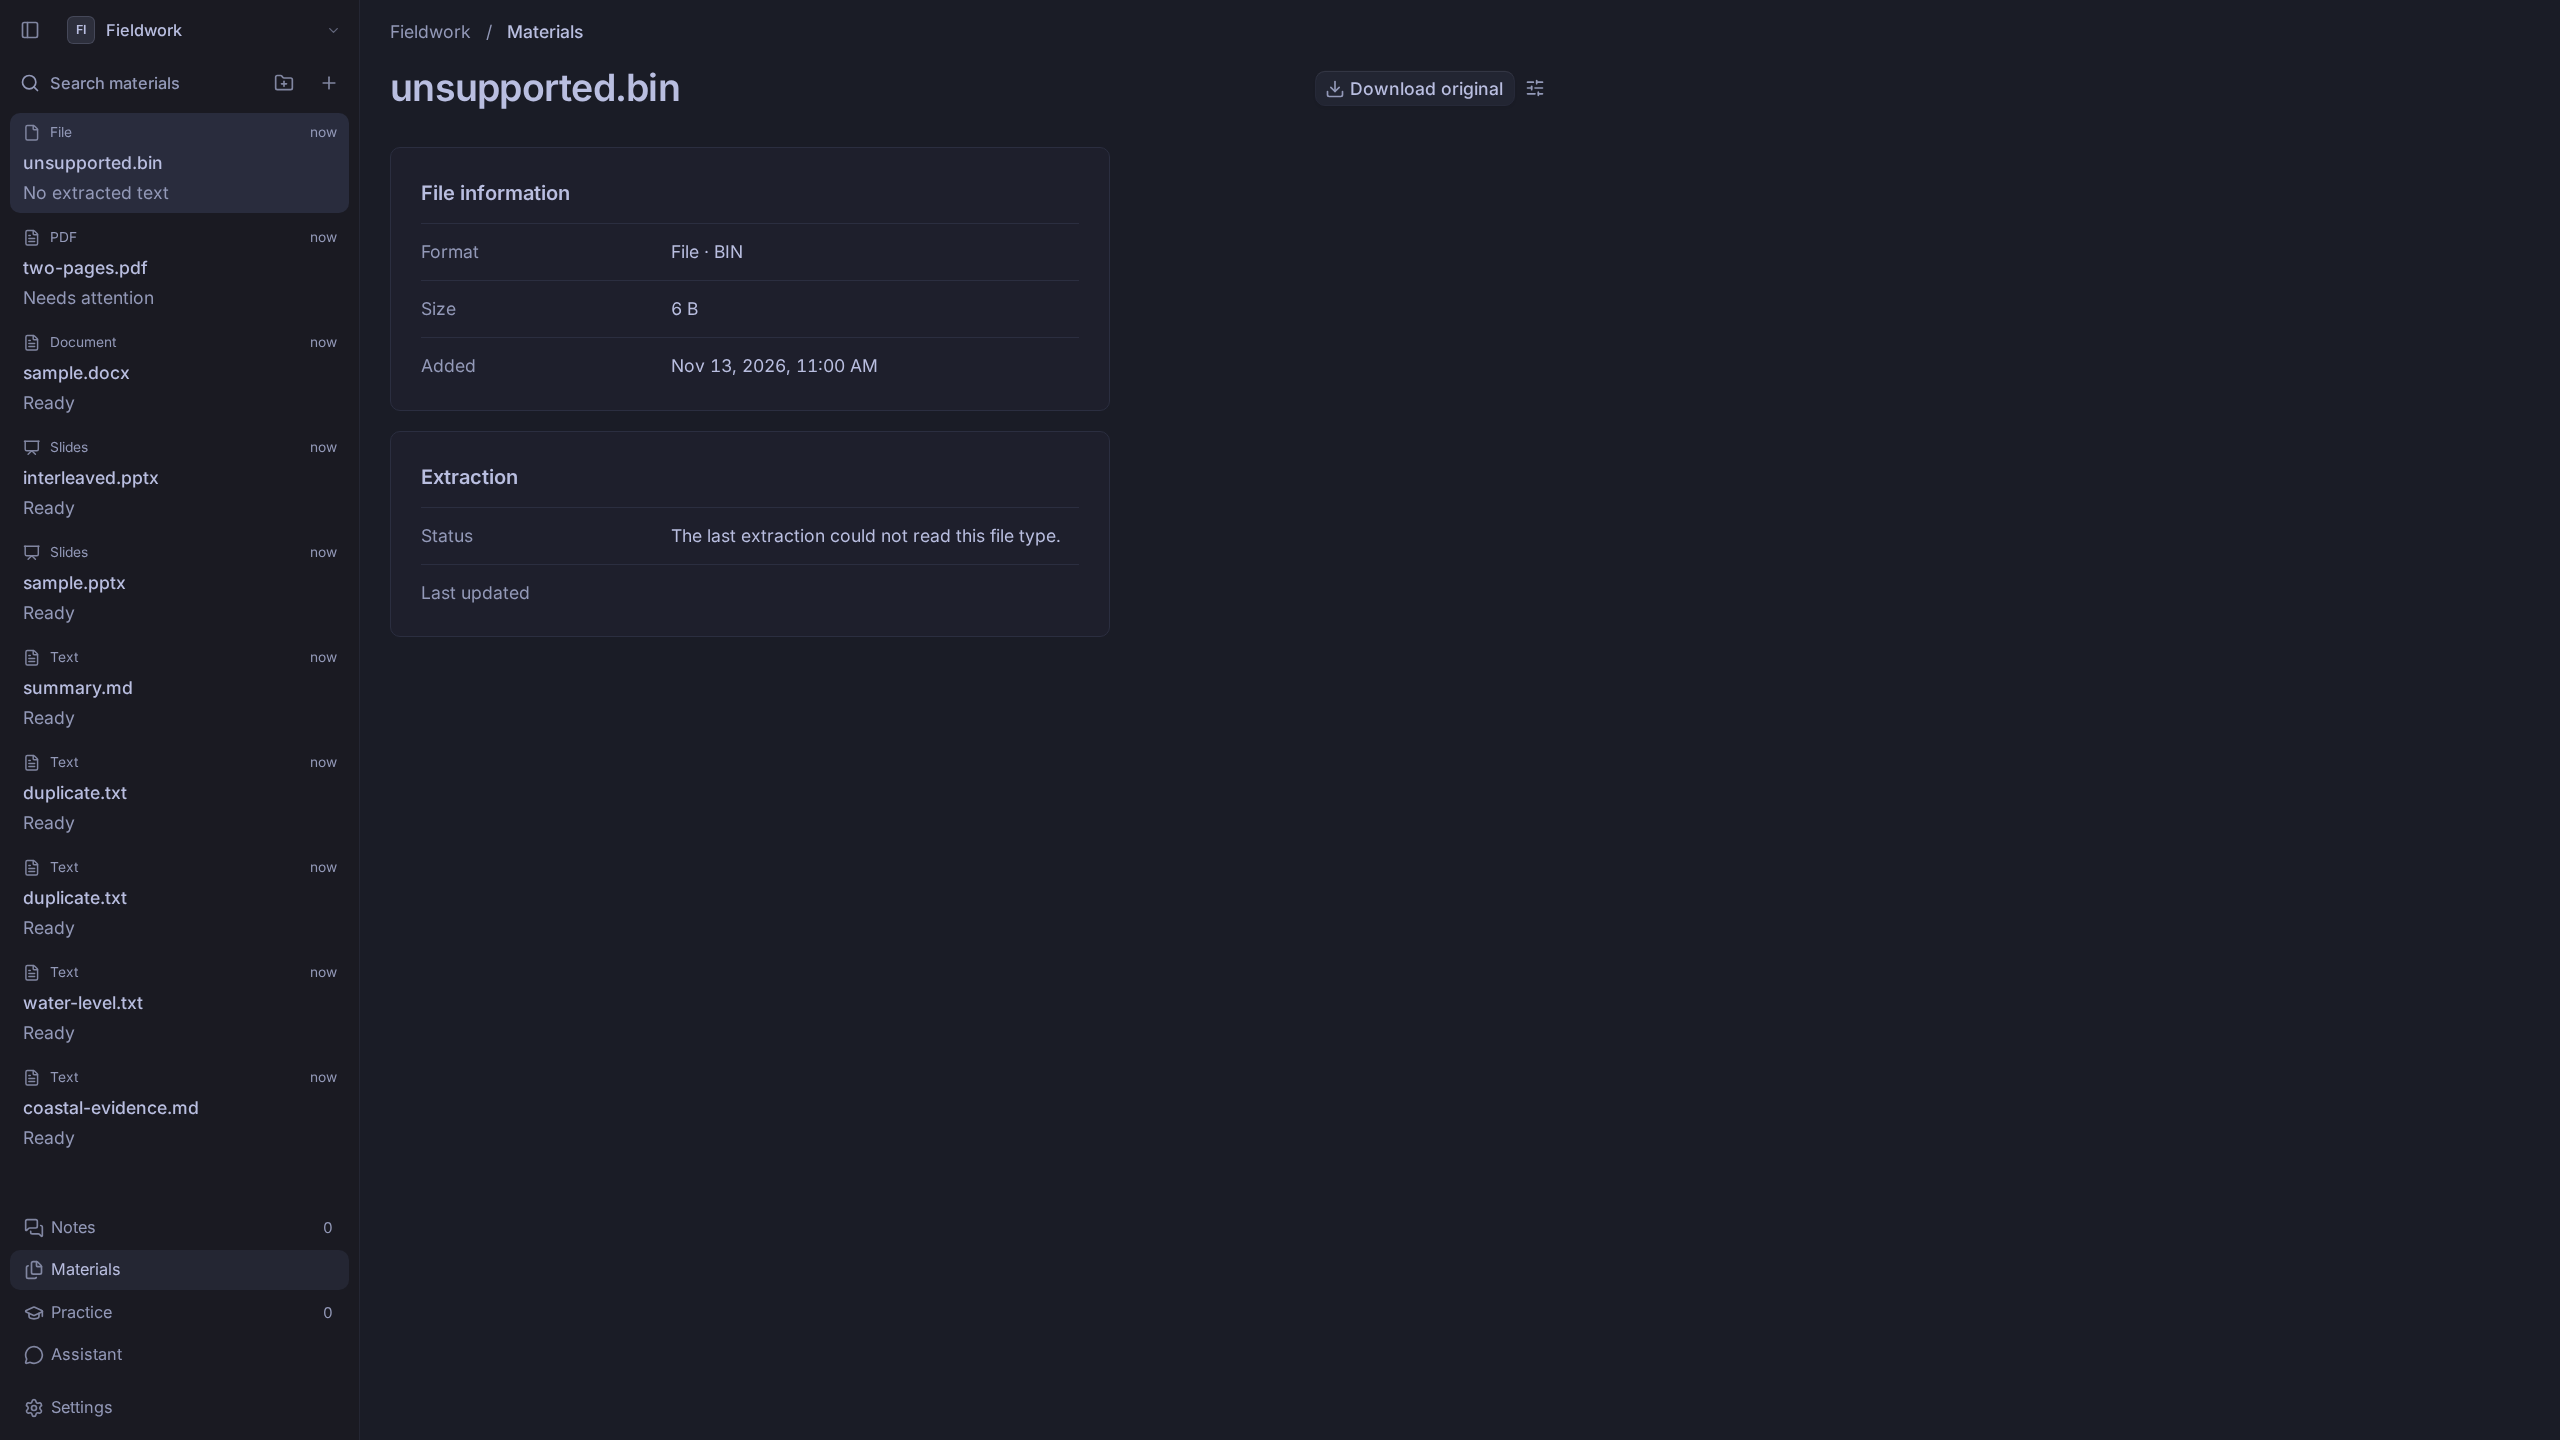 FI Fieldwork
Search materials
File now
unsupported.bin
No extracted text
PDF now
two-pages.pdf
Needs attention
Document now
sample.docx
Ready
Slides now
interleaved.pptx
Ready
Slides now
sample.pptx
Ready
Text now
summary.md
Ready
Text now
duplicate.txt
Ready
Text now
duplicate.txt
Ready
Text now
water-level.txt
Ready
Text now
coastal-evidence.md
Ready
Notes 0
Materials
Practice 0
Assistant
Settings
Fieldwork / Materials
unsupported.bin
Download original
File information
Format File · BIN
Size 6 B
Added Nov 13, 2026, 11:00 AM
Extraction
Status The last extraction could not read this file type.
Last updated